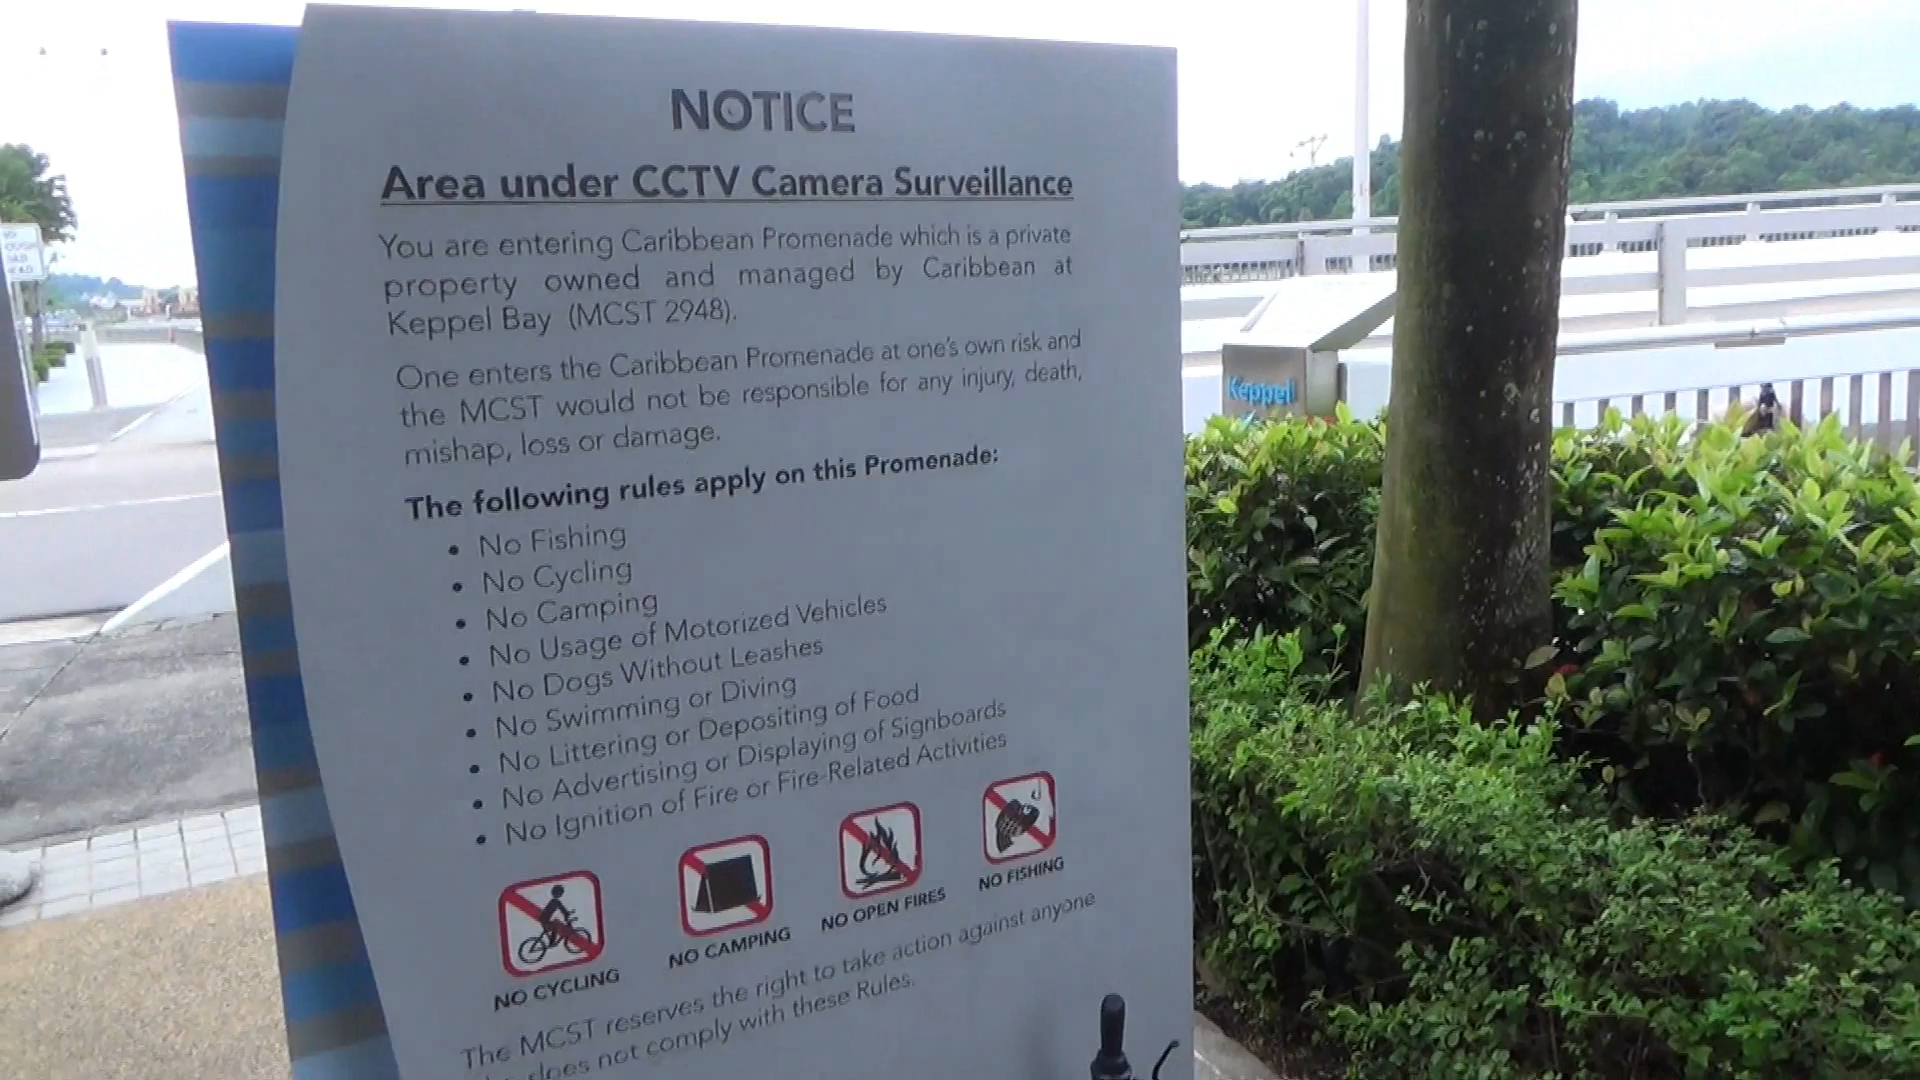 NOTICE
Area under CCTV Camera Surveillance
You are entering Caribbean Promenade which is a private
property owned and managed by Caribbean at
Keppel Bay (MCST 2948).
One enters the Caribbean Promenade at one's own risk and
the MCST would not be responsible for any injury, death,
mishap, loss or damage.
The following rules apply on this Promenade:
• No Fishing
• No Cycling
• No Camping
• No Usage of Motorized Vehicles
• No Dogs Without Leashes
• No Swimming or Diving
• No Littering or Depositing of Food
• No Advertising or Displaying of Signboards
• No Ignition of Fire or Fire-Related Activities
NO CYCLING
NO CAMPING
NO OPEN FIRES
NO FISHING
The MCST reserves the right to take action against anyone
does not comply with these Rules.
Keppel